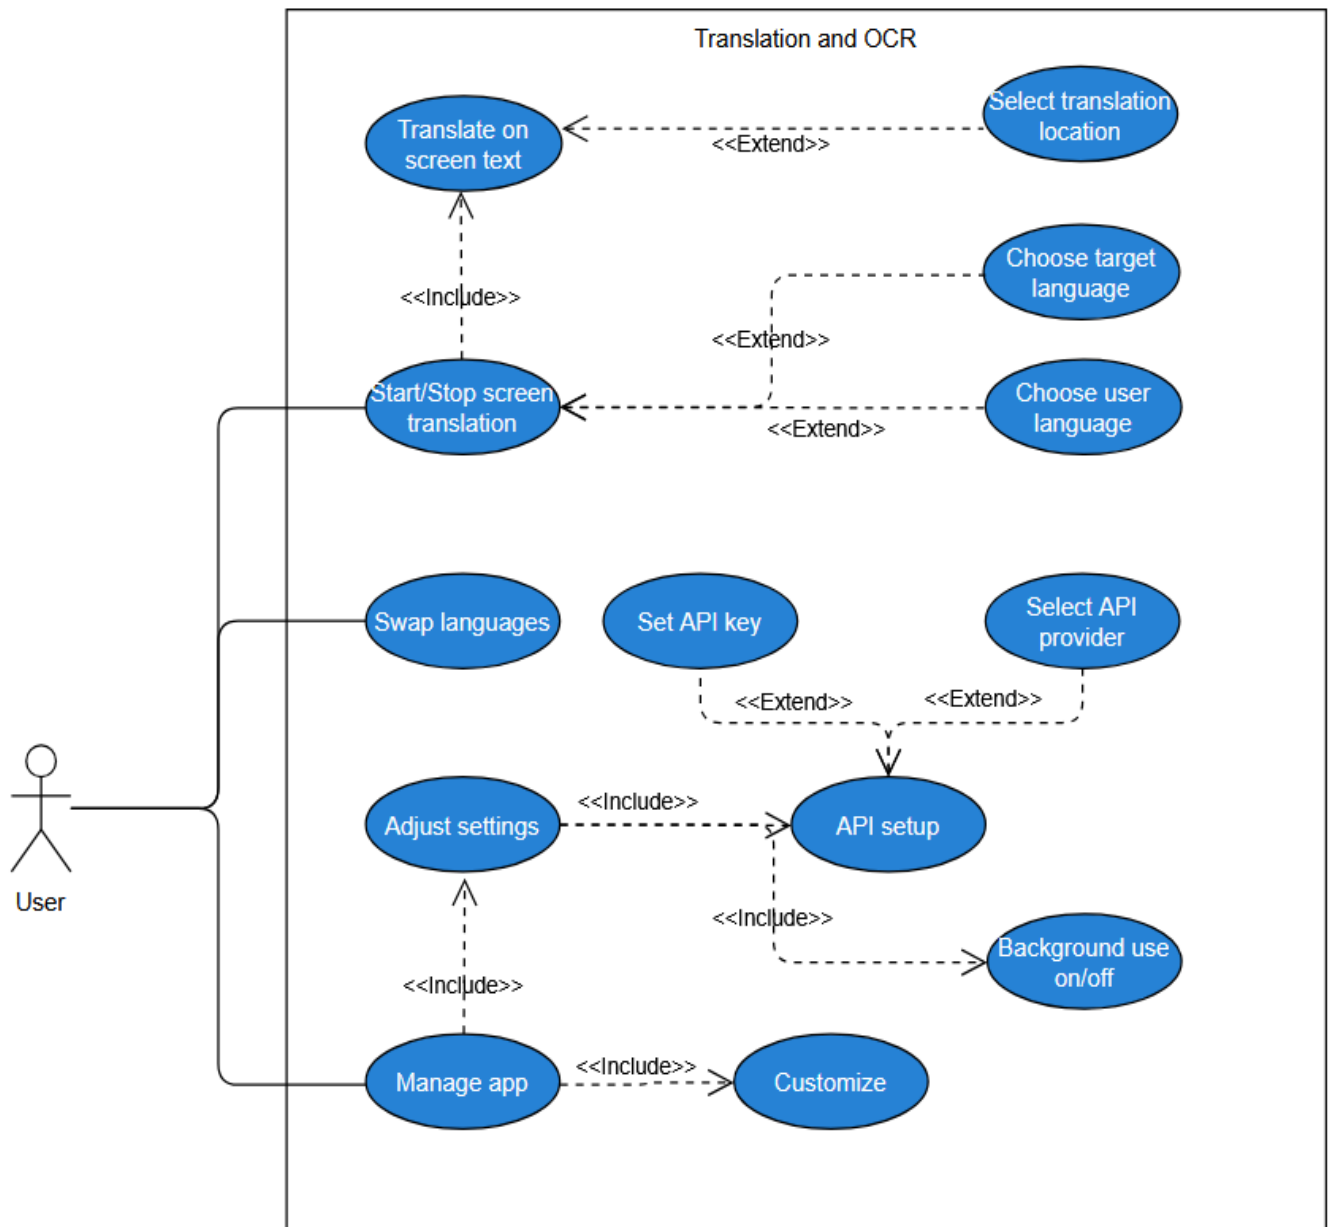 Translation and OCR
Translate on
screen text
<<Extend>>
Select translation
location
<<Include>>
Choose target
language
<<Extend>>
Start/Stop screen
translation
<<Extend>>
Choose user
language
Swap languages
Set API key
Select API
provider
<<Extend>>
<<Extend>>
User
Adjust settings
<<Include>>
API setup
<<Include>>
Background use
on/off
<<Include>>
Manage app
<<Include>>
Customize